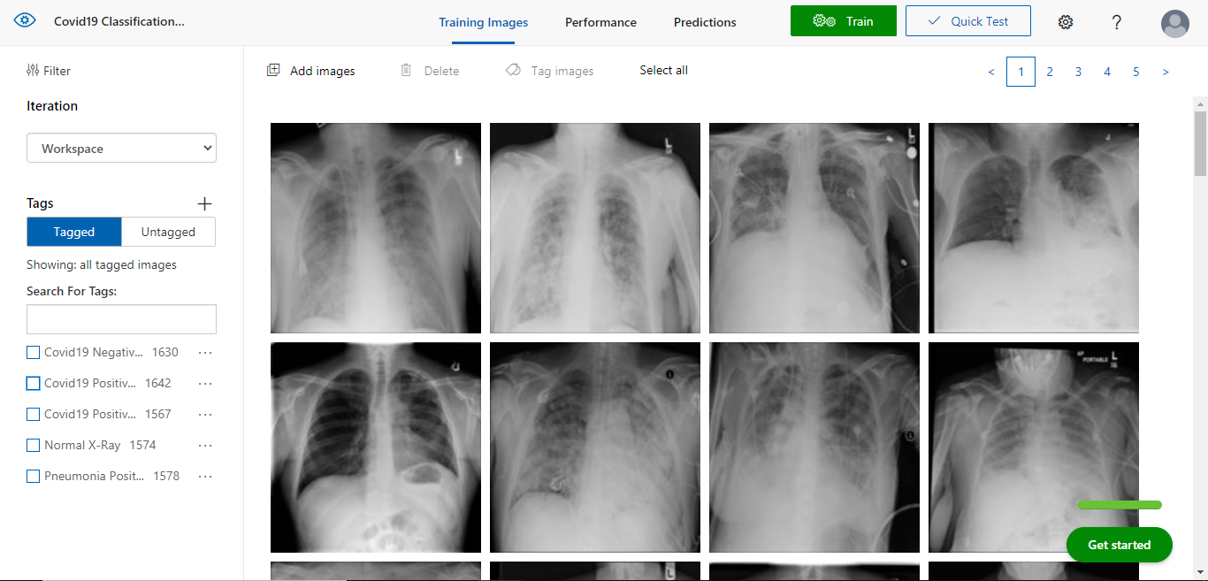 Covid19 Classification...
Training Images
Performance
Predictions
Train
Quick Test
?
Filter
Add images
Delete
Tag images
Select all
< 1 2 3 4 5 >
Iteration
Workspace
Tags
Tagged
Untagged
Showing: all tagged images
Search For Tags:
Covid19 Negativ... 1630 ...
Covid19 Positiv... 1642 ...
Covid19 Positiv... 1567 ...
Normal X-Ray 1574 ...
Pneumonia Posit... 1578 ...
L
L
L
AP PORTABLE L
Get started